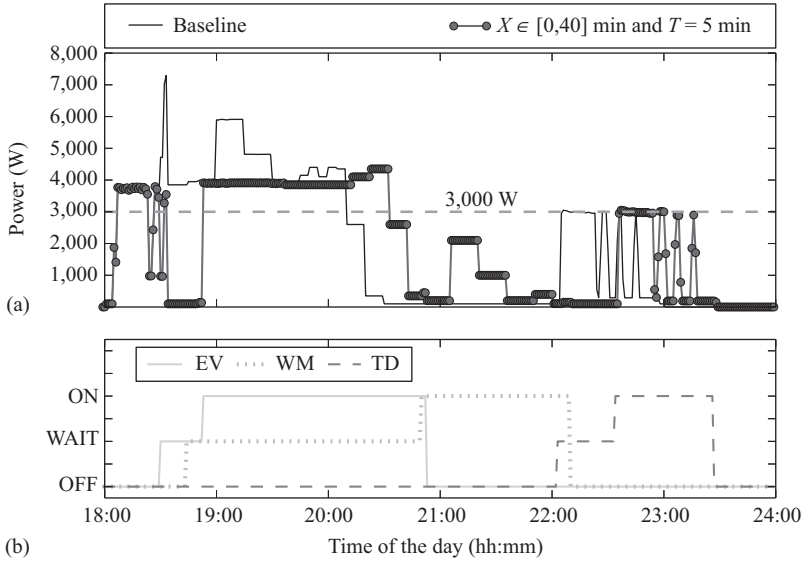 Baseline
X ∈ [0,40] min and T = 5 min
8,000
7,000
6,000
5,000
4,000
3,000
2,000
1,000
Power (W)
3,000 W
(a)
EV
WM
TD
ON
WAIT
OFF
18:00
19:00
20:00
21:00
22:00
23:00
24:00
(b)
Time of the day (hh:mm)